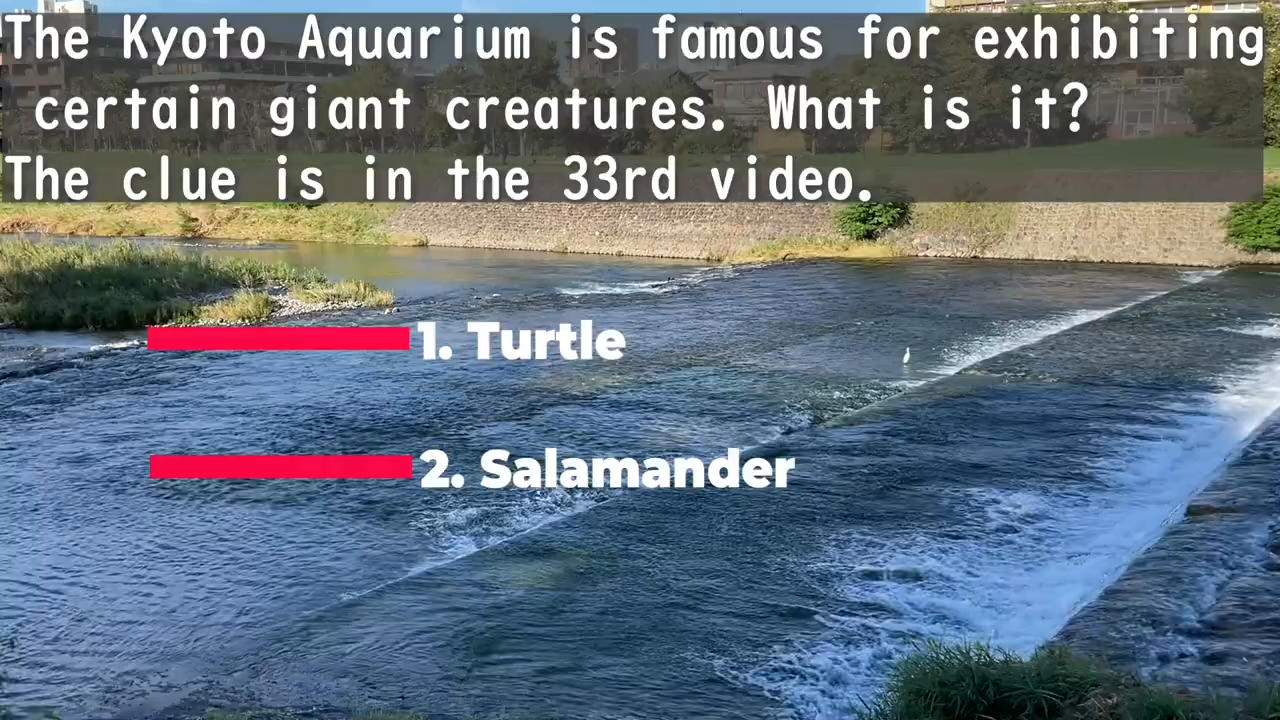 The Kyoto Aquarium is famous for exhibiting
certain giant creatures. What is it?
The clue is in the 33rd video.
1. Turtle
2. Salamander